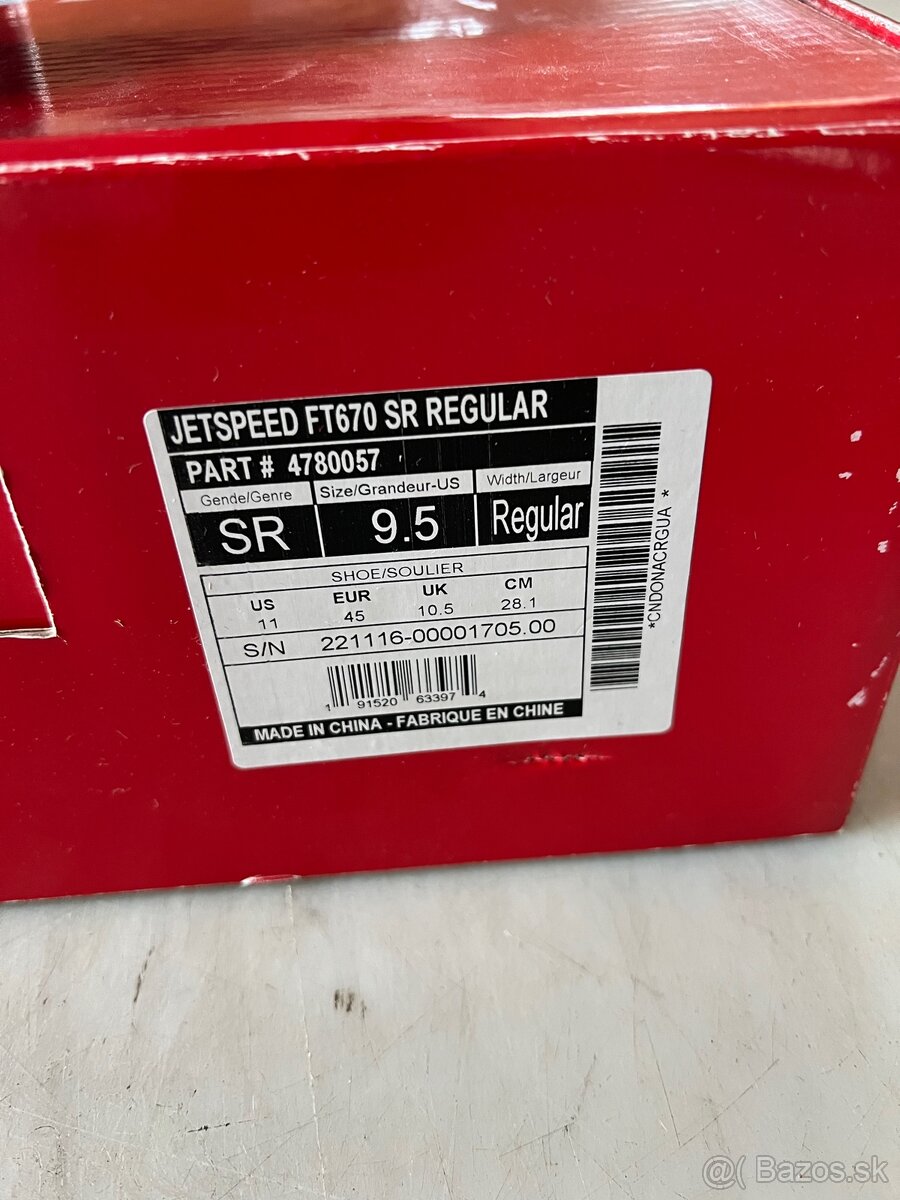 JETSPEED FT670 SR REGULAR
PART # 4780057
Gende/Genre
Size/Grandeur-US
Width/Largeur
SR
9.5
Regular
SHOE/SOULIER
US EUR UK CM
11 45 10.5 28.1
S/N 221116-00001705.00
1 91520 63397 4
MADE IN CHINA - FABRIQUE EN CHINE
*CNDONACRGUA *
@( Bazos.sk